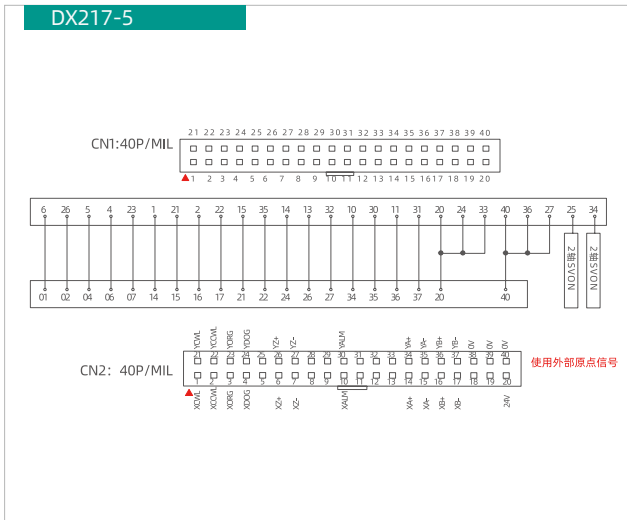 DX217-5
21 22 23 24 25 26 27 28 29 30 31 32 33 34 35 36 37 38 39 40
CN1:40P/MIL
1 2 3 4 5 6 7 8 9 10 11 12 13 14 15 16 17 18 19 20
6 26 5 4 23 1 21 2 22 15 35 14 13 32 10 30 11 31 20 24 33 40 36 27 25 34
2轴SVON
2轴SVON
01 02 04 06 07 14 15 16 17 21 22 24 26 27 34 35 36 37 20 40
YCWL YCCWL YORG YDOG YZ+ YZ- YALM YA+ YA- YB+ YB- 0V 0V 0V
21 22 23 24 25 26 27 28 29 30 31 32 33 34 35 36 37 38 39 40
CN2: 40P/MIL
使用外部原点信号
1 2 3 4 5 6 7 8 9 10 11 12 13 14 15 16 17 18 19 20
XCWL XCCWL XORG XDOG XZ+ XZ- XALM XA+ XA- XB+ XB- 24V